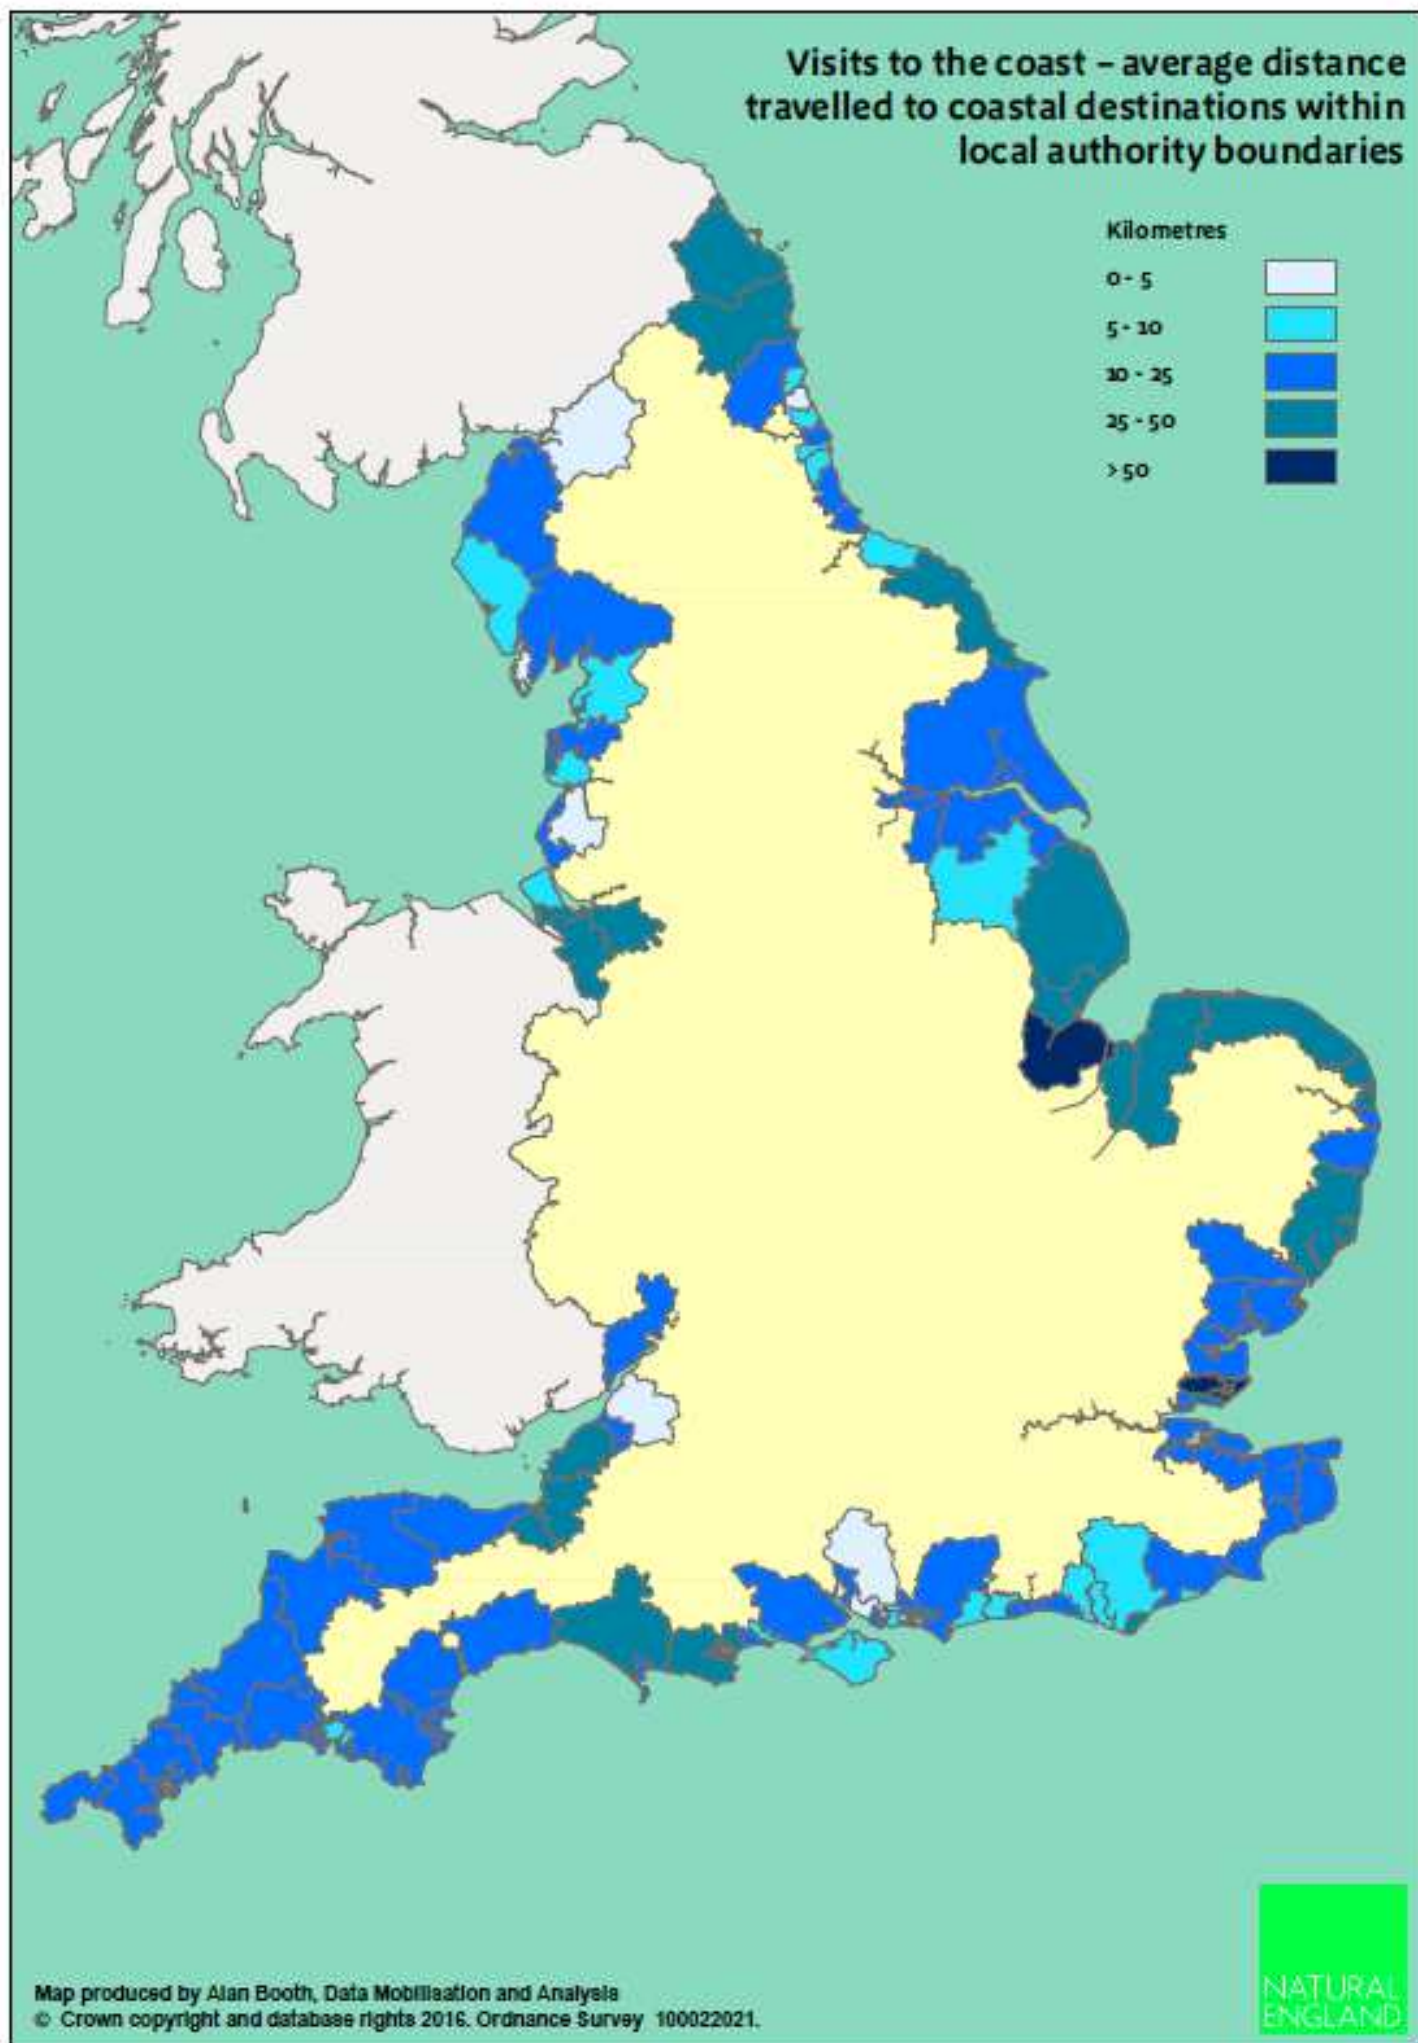 Visits to the coast – average distance
travelled to coastal destinations within
local authority boundaries
Kilometres
0 - 5
5 - 10
10 - 25
25 - 50
> 50
Map produced by Alan Booth, Data Mobilisation and Analysis
© Crown copyright and database rights 2016. Ordnance Survey 100022021.
NATURAL
ENGLAND